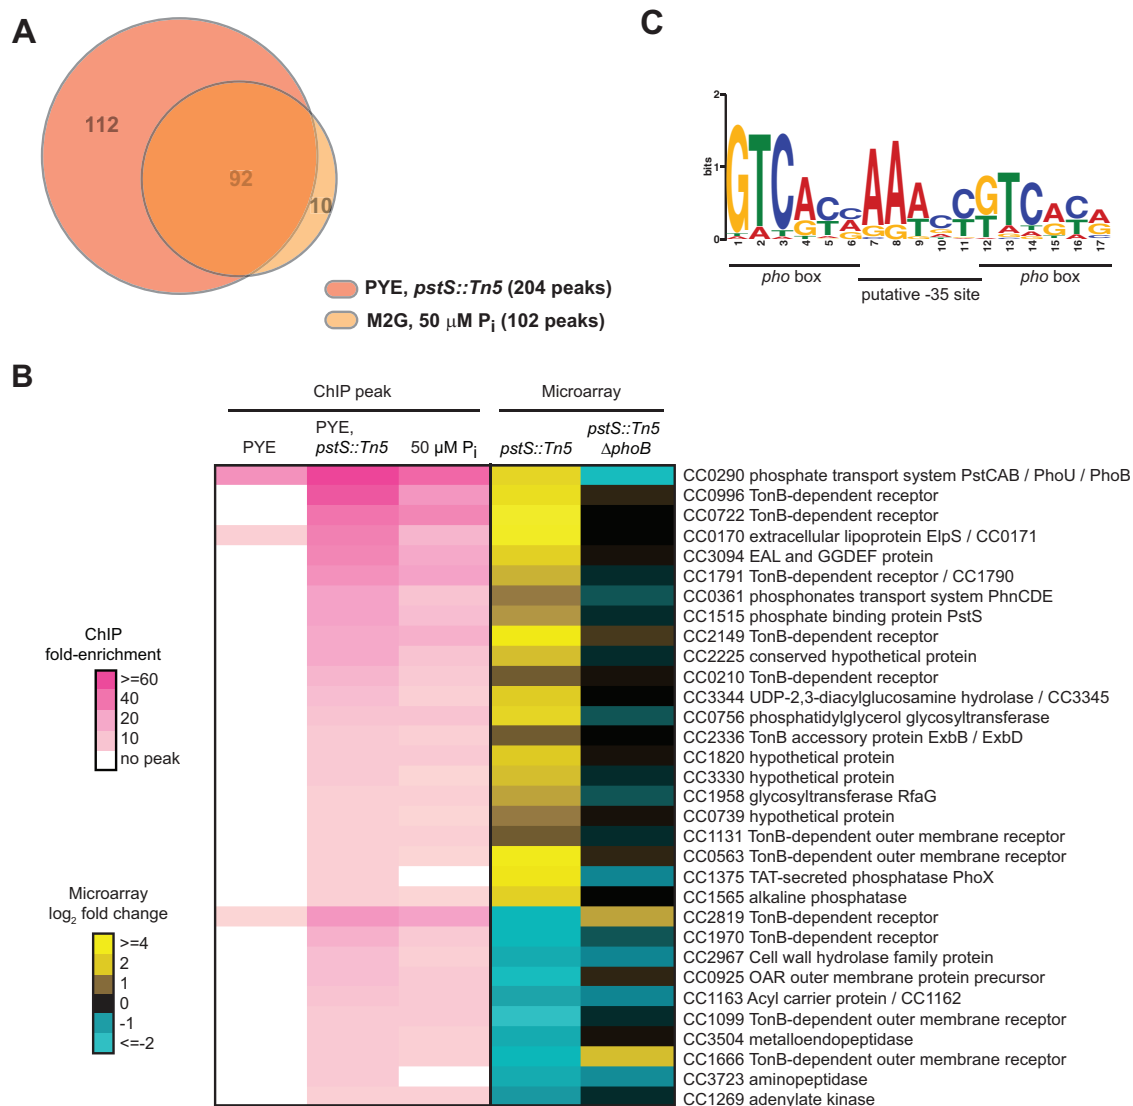 A
112
92
10
PYE, pstS::Tn5 (204 peaks)
M2G, 50 µM Pi (102 peaks)
C
2
1
0
bits
GTCACCAAACCGTCACA
1 2 3 4 5 6 7 8 9 10 11 12 13 14 15 16 17
pho box
putative -35 site
pho box
B
ChIP peak
Microarray
PYE
PYE, pstS::Tn5
50 µM Pi
pstS::Tn5
pstS::Tn5 ΔphoB
CC0290 phosphate transport system PstCAB / PhoU / PhoB
CC0996 TonB-dependent receptor
CC0722 TonB-dependent receptor
CC0170 extracellular lipoprotein ElpS / CC0171
CC3094 EAL and GGDEF protein
CC1791 TonB-dependent receptor / CC1790
CC0361 phosphonates transport system PhnCDE
CC1515 phosphate binding protein PstS
CC2149 TonB-dependent receptor
CC2225 conserved hypothetical protein
CC0210 TonB-dependent receptor
CC3344 UDP-2,3-diacylglucosamine hydrolase / CC3345
CC0756 phosphatidylglycerol glycosyltransferase
CC2336 TonB accessory protein ExbB / ExbD
CC1820 hypothetical protein
CC3330 hypothetical protein
CC1958 glycosyltransferase RfaG
CC0739 hypothetical protein
CC1131 TonB-dependent outer membrane receptor
CC0563 TonB-dependent outer membrane receptor
CC1375 TAT-secreted phosphatase PhoX
CC1565 alkaline phosphatase
CC2819 TonB-dependent receptor
CC1970 TonB-dependent receptor
CC2967 Cell wall hydrolase family protein
CC0925 OAR outer membrane protein precursor
CC1163 Acyl carrier protein / CC1162
CC1099 TonB-dependent outer membrane receptor
CC3504 metalloendopeptidase
CC1666 TonB-dependent outer membrane receptor
CC3723 aminopeptidase
CC1269 adenylate kinase
ChIP
fold-enrichment
>=60
40
20
10
no peak
Microarray
log2 fold change
>=4
2
1
0
-1
<=-2